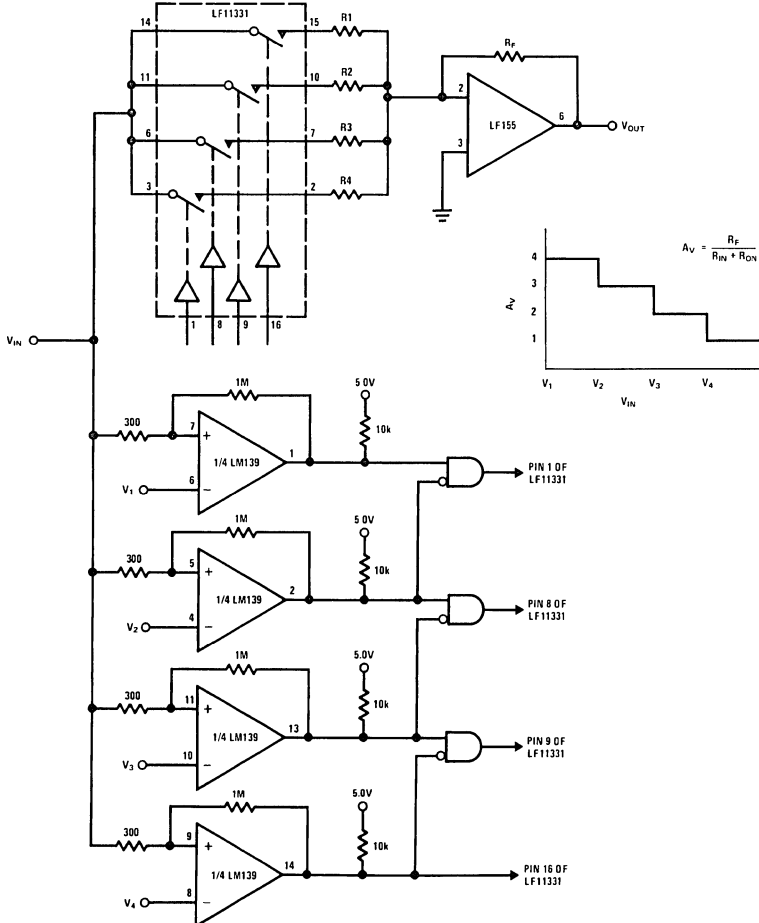 LF11331
14
15
R1
11
10
R2
6
7
R3
3
2
R4
1
8
9
16
RF
2
3
LF155
6
VOUT
AV = RF / RIN + RON
4
3
2
1
AV
V1
V2
V3
V4
VIN
VIN
300
1M
7
+
6
−
1/4 LM139
1
V1
5 0V
10k
PIN 1 OF
LF11331
300
1M
5
+
4
−
1/4 LM139
2
V2
5 0V
10k
PIN 8 OF
LF11331
300
1M
11
+
10
−
1/4 LM139
13
V3
5.0V
10k
PIN 9 OF
LF11331
300
1M
9
+
8
−
1/4 LM139
14
V4
5.0V
10k
PIN 16 OF
LF11331